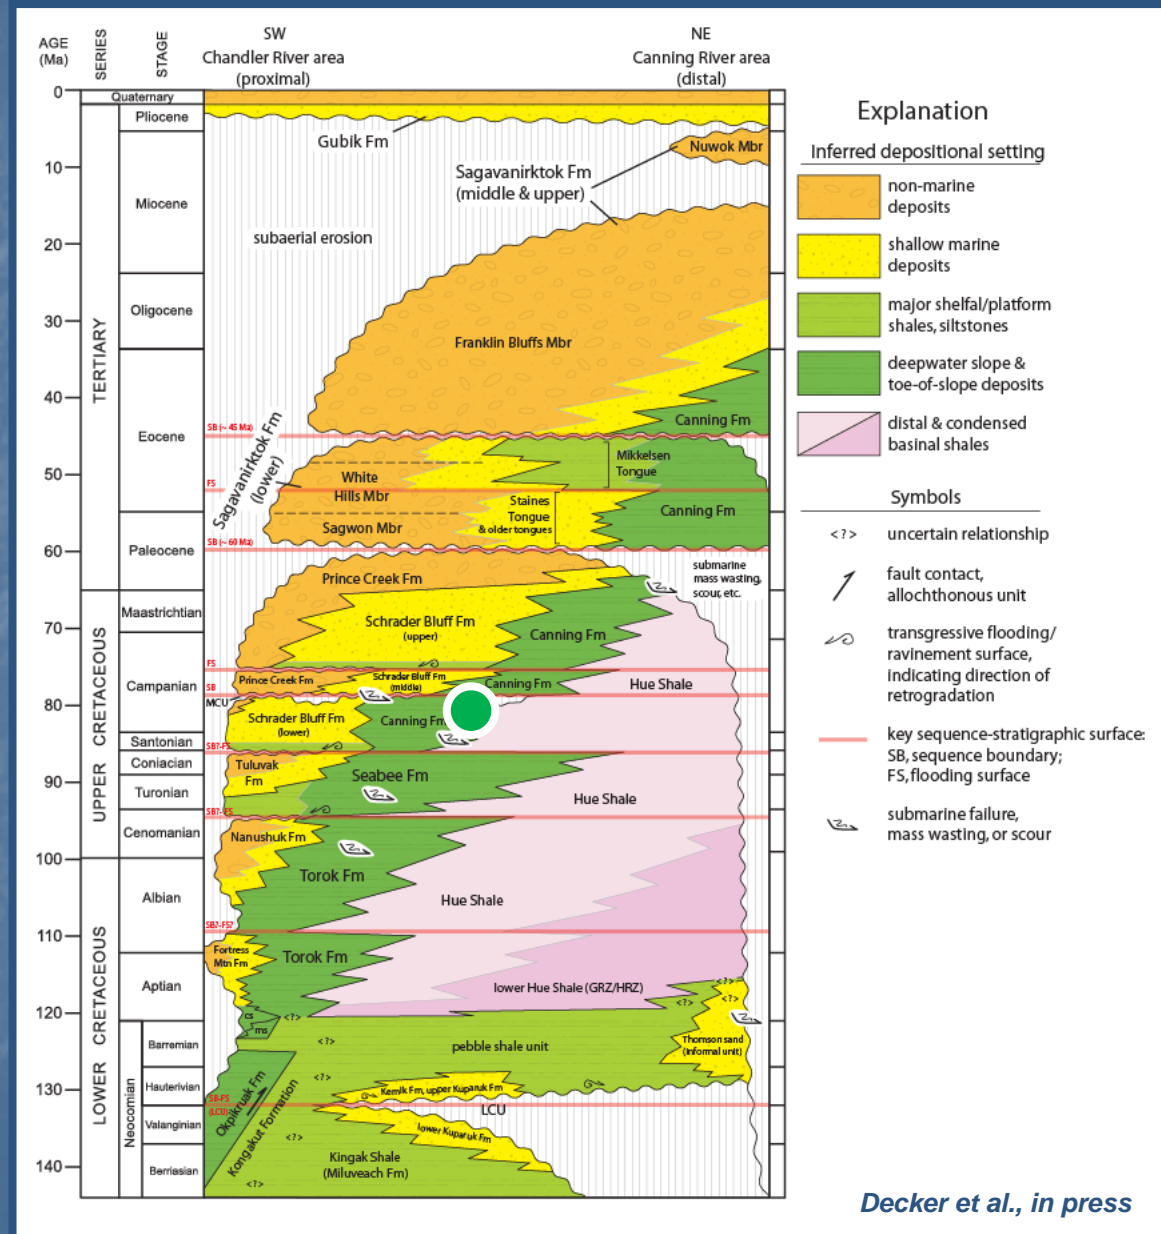 AGE
(Ma)
SERIES
STAGE
SW
Chandler River area
(proximal)
NE
Canning River area
(distal)
0
10
20
30
40
50
60
70
80
90
100
110
120
130
140
TERTIARY
UPPER CRETACEOUS
LOWER CRETACEOUS
Neocomian
Quaternary
Pliocene
Miocene
Oligocene
Eocene
Paleocene
Maastrichtian
Campanian
Santonian
Coniacian
Turonian
Cenomanian
Albian
Aptian
Barremian
Hauterivian
Valanginian
Berriasian
Gubik Fm
Nuwok Mbr
Sagavanirktok Fm
(middle & upper)
subaerial erosion
Franklin Bluffs Mbr
Canning Fm
SB (~ 45 Ma)
Sagavanirktok Fm
(lower)
White
Hills Mbr
Mikkelsen
Tongue
FS
Staines
Tongue
& older tongues
Canning Fm
Sagwon Mbr
SB (~ 60 Ma)
submarine
mass wasting,
scour, etc.
Prince Creek Fm
Schrader Bluff Fm
(upper)
Canning Fm
FS
Prince Creek Fm
Schrader Bluff Fm
(middle)
Canning Fm
Hue Shale
SB
MCU
Schrader Bluff Fm
(lower)
Canning Fm
SB?-FS
Tuluvak
Fm
Seabee Fm
Hue Shale
SB?-FS
Nanushuk Fm
Torok Fm
Hue Shale
SB?-FS?
Fortress
Mtn Fm
Torok Fm
lower Hue Shale (GRZ/HRZ)
<?>
<?>
<?>
cs
ms
<?>
<?>
pebble shale unit
Thomson sand
(informal unit)
<?>
Kemik Fm, upper Kuparuk Fm
SB-FS
(LCU)
LCU
Okpikruak Fm
Kongakut Formation
lower Kuparuk Fm
<?>
Kingak Shale
(Miluveach Fm)
<?>
Explanation
Inferred depositional setting
non-marine
deposits
shallow marine
deposits
major shelfal/platform
shales, siltstones
deepwater slope &
toe-of-slope deposits
distal & condensed
basinal shales
Symbols
<?> uncertain relationship
fault contact,
allochthonous unit
transgressive flooding/
ravinement surface,
indicating direction of
retrogradation
key sequence-stratigraphic surface:
SB, sequence boundary;
FS, flooding surface
submarine failure,
mass wasting, or scour
Decker et al., in press